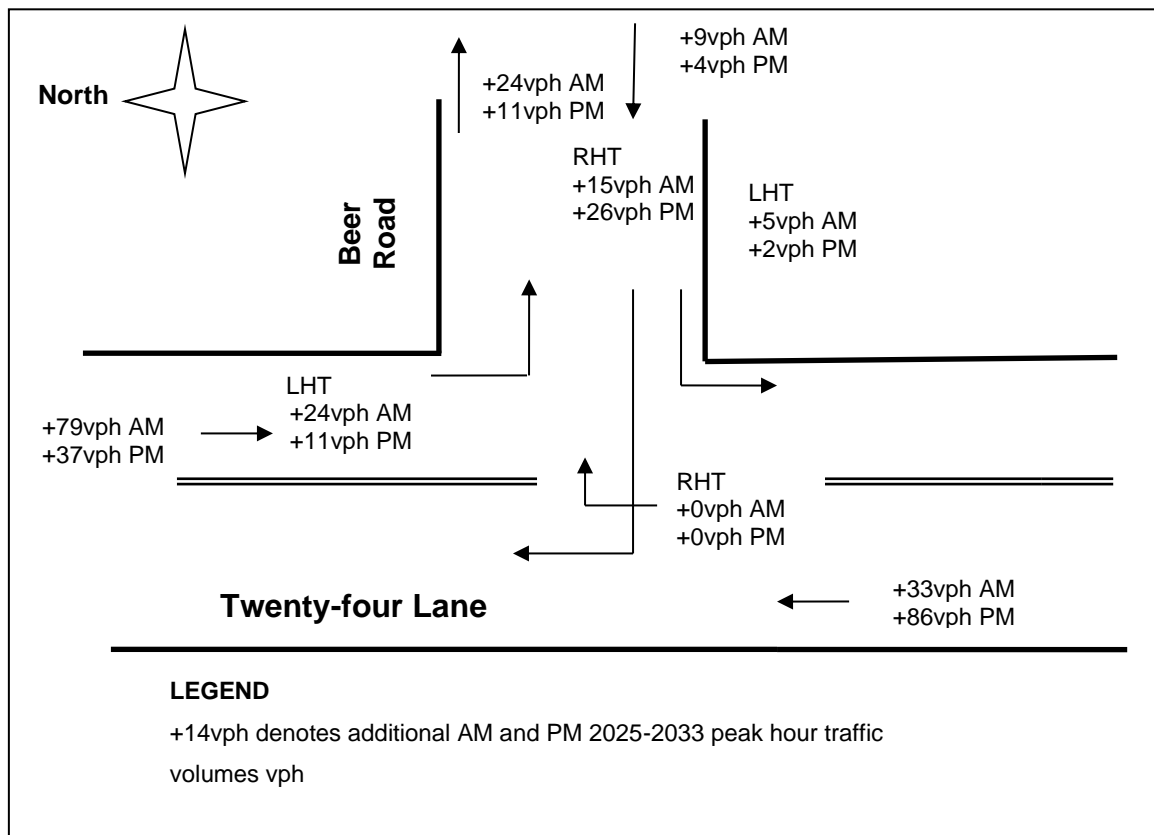 North
+24vph AM
+11vph PM
+9vph AM
+4vph PM
RHT
+15vph AM
+26vph PM
LHT
+5vph AM
+2vph PM
Beer
Road
LHT
+24vph AM
+11vph PM
+79vph AM
+37vph PM
RHT
+0vph AM
+0vph PM
Twenty-four Lane
+33vph AM
+86vph PM
LEGEND
+14vph denotes additional AM and PM 2025-2033 peak hour traffic
volumes vph